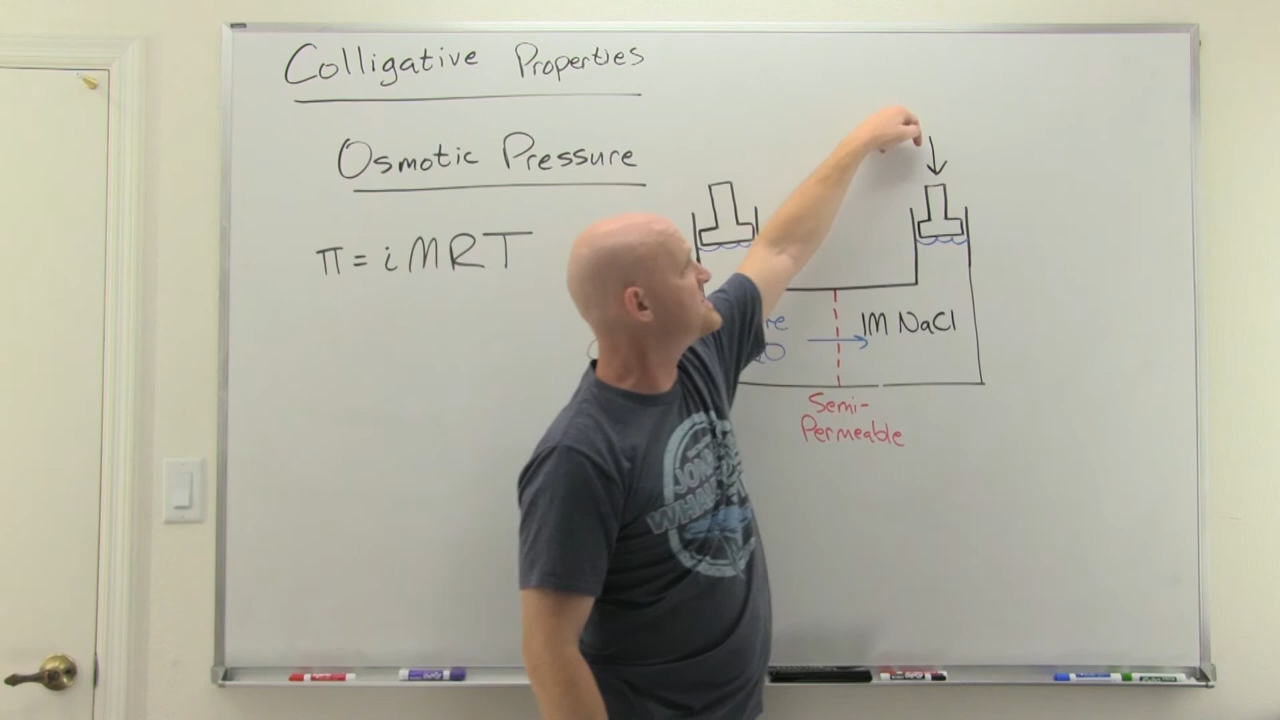 Colligative Properties
Osmotic Pressure
π = iMRT
1M NaCl
Semi-
Permeable